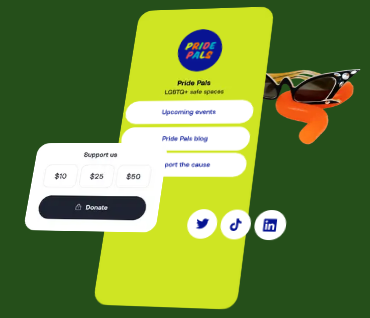 PRIDE
PALS
Pride Pals
LGBTQ+ safe spaces
Upcoming events
Pride Pals blog
port the cause
Support us
$10 $25 $50
Donate